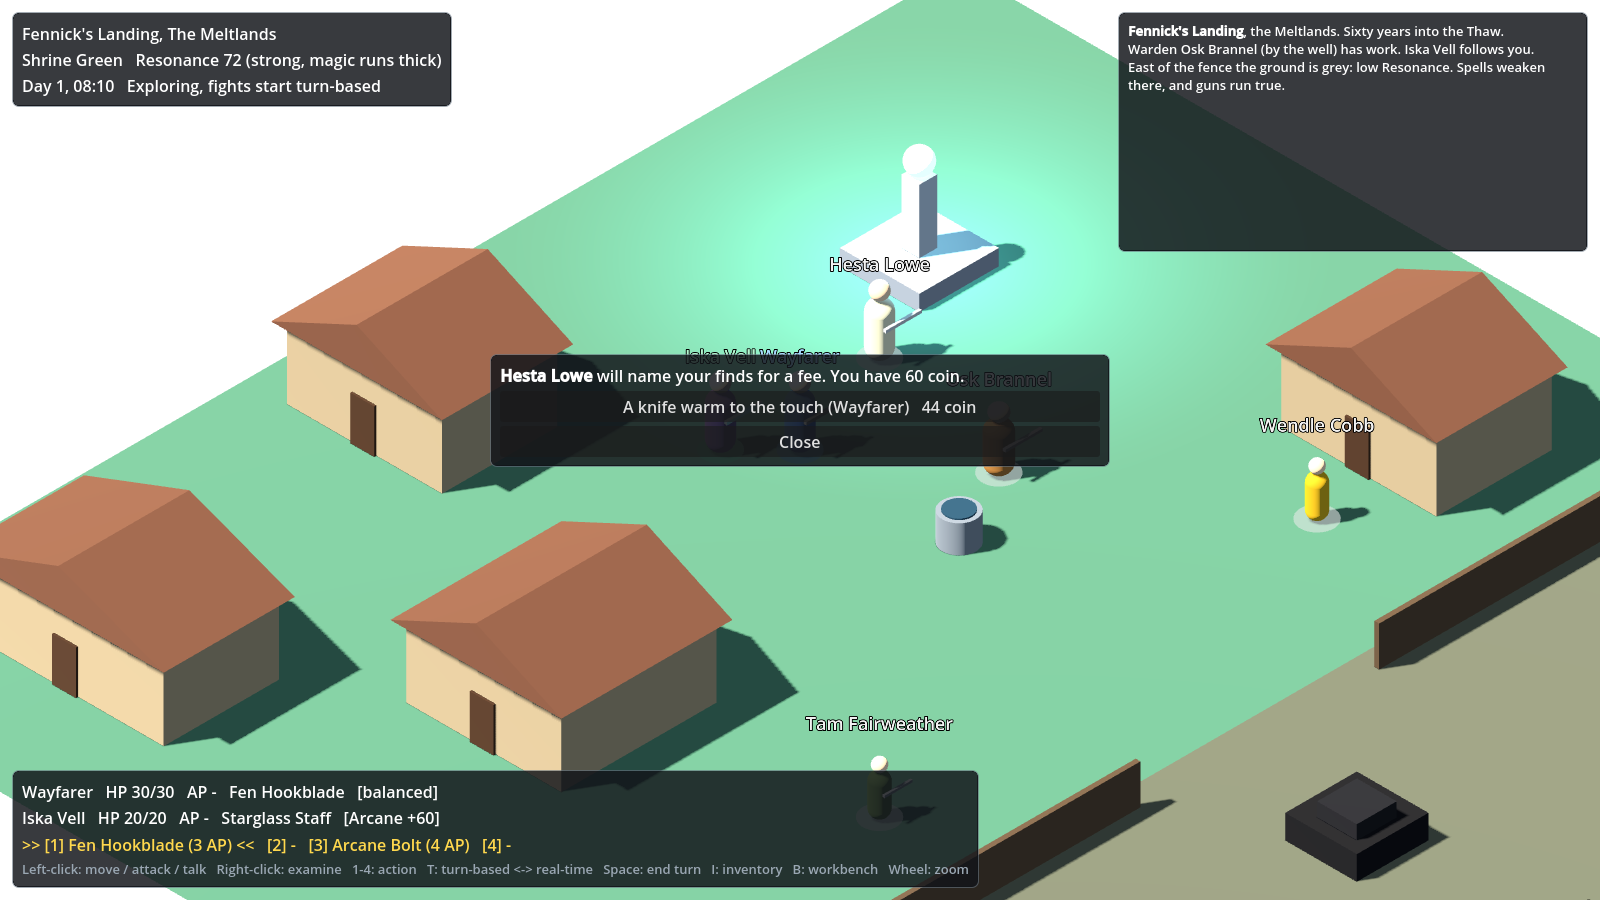 Fennick's Landing, The Meltlands
Shrine Green Resonance 72 (strong, magic runs thick)
Day 1, 08:10 Exploring, fights start turn-based
Fennick's Landing, the Meltlands. Sixty years into the Thaw.
Warden Osk Brannel (by the well) has work. Iska Vell follows you.
East of the fence the ground is grey: low Resonance. Spells weaken
there, and guns run true.
Hesta Lowe
Iska Vell Wayfarer
Osk Brannel
Hesta Lowe will name your finds for a fee. You have 60 coin.
A knife warm to the touch (Wayfarer) 44 coin
Close
Wendle Cobb
Tam Fairweather
Wayfarer HP 30/30 AP - Fen Hookblade [balanced]
Iska Vell HP 20/20 AP - Starglass Staff [Arcane +60]
>> [1] Fen Hookblade (3 AP) << [2] - [3] Arcane Bolt (4 AP) [4] -
Left-click: move / attack / talk Right-click: examine 1-4: action T: turn-based <-> real-time Space: end turn I: inventory B: workbench Wheel: zoom